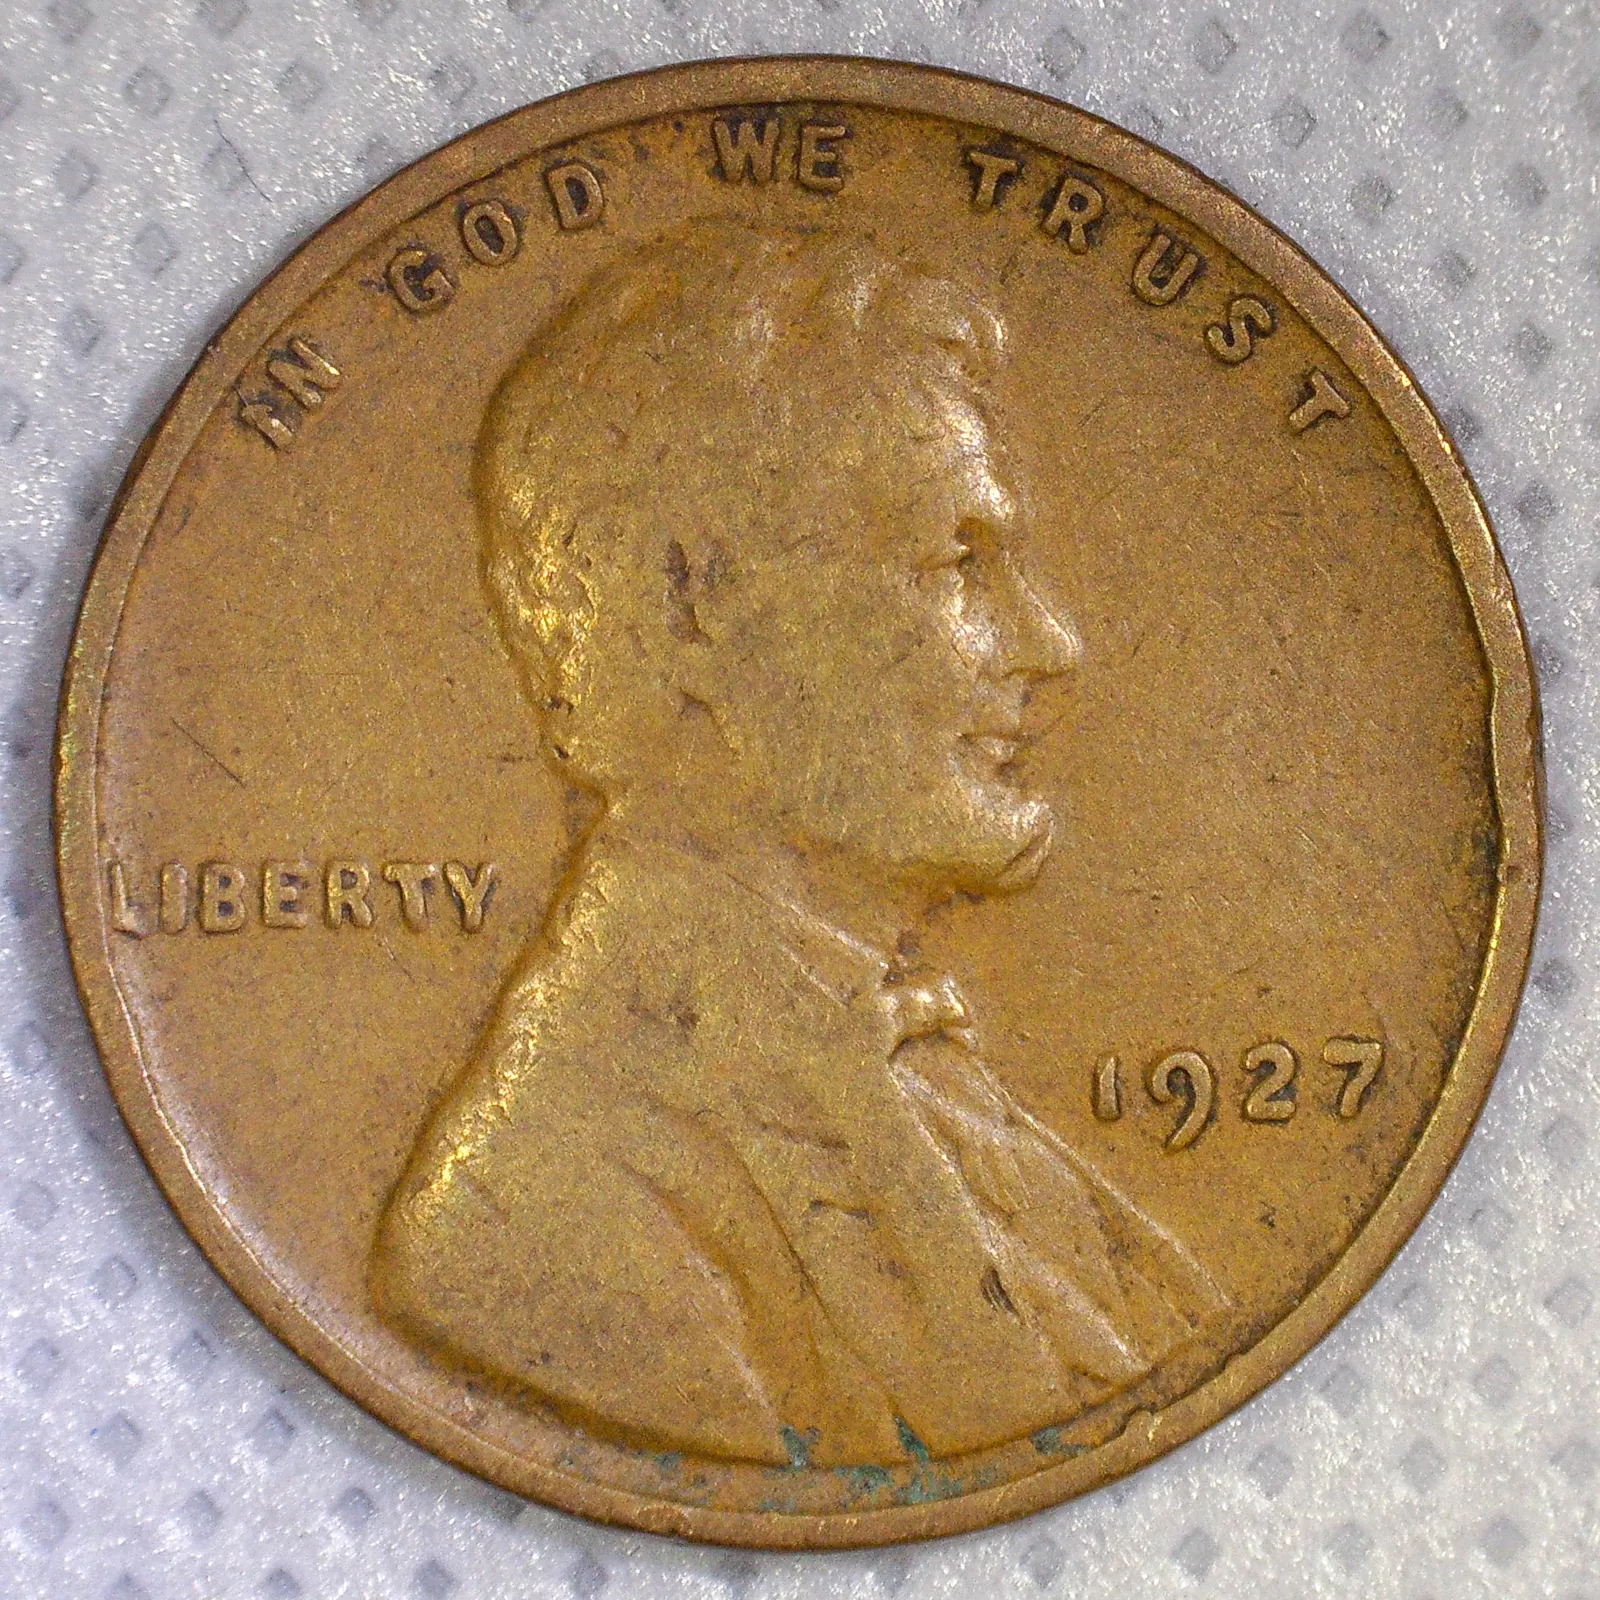 IN GOD WE TRUST
LIBERTY
1927